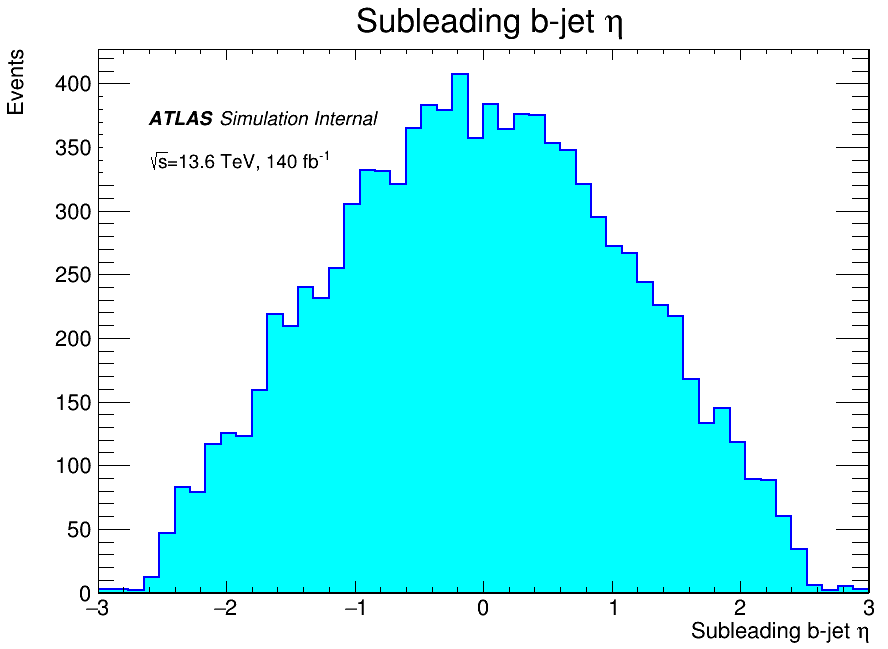 Subleading b-jet η
Events
ATLAS Simulation Internal
√s=13.6 TeV, 140 fb⁻¹
400
350
300
250
200
150
100
50
0
−3 −2 −1 0 1 2 3
Subleading b-jet η